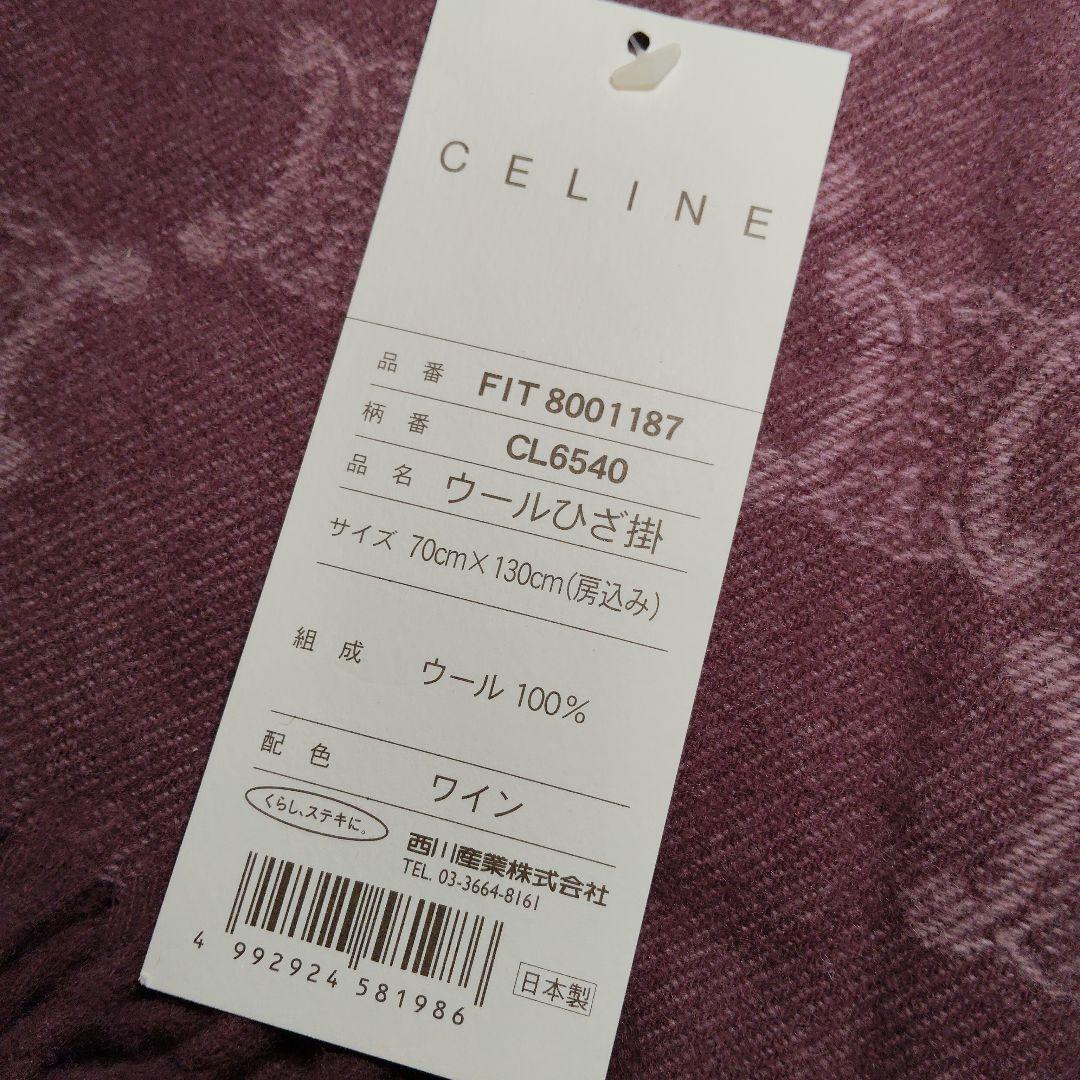 CELINE
品番 FIT 8001187
柄番 CL6540
品名 ウールひざ掛
サイズ 70cm×130cm(房込み)
組成 ウール 100%
配色 ワイン
くらし、ステキに。
西川産業株式会社
TEL. 03-3664-8161
4 992924 581986
日本製